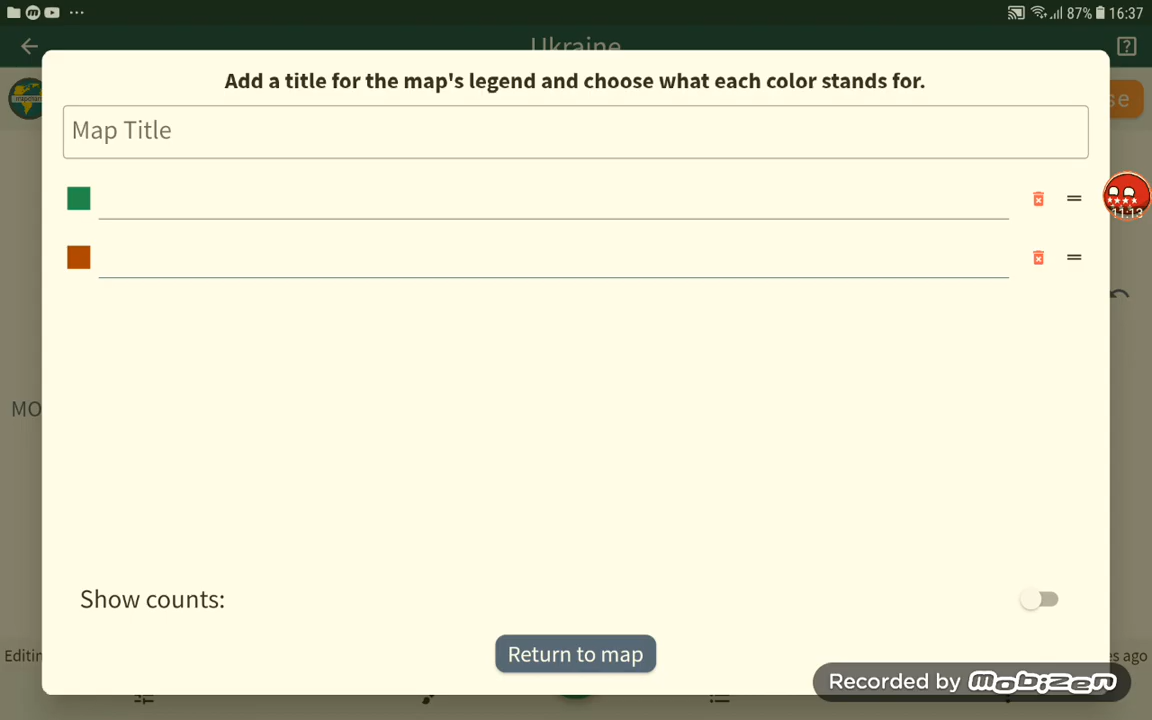 87% 16:37
Ukraine
Add a title for the map's legend and choose what each color stands for.
Map Title
se
11:13
MO
Show counts:
Return to map
Editin
es ago
Recorded by mobizen